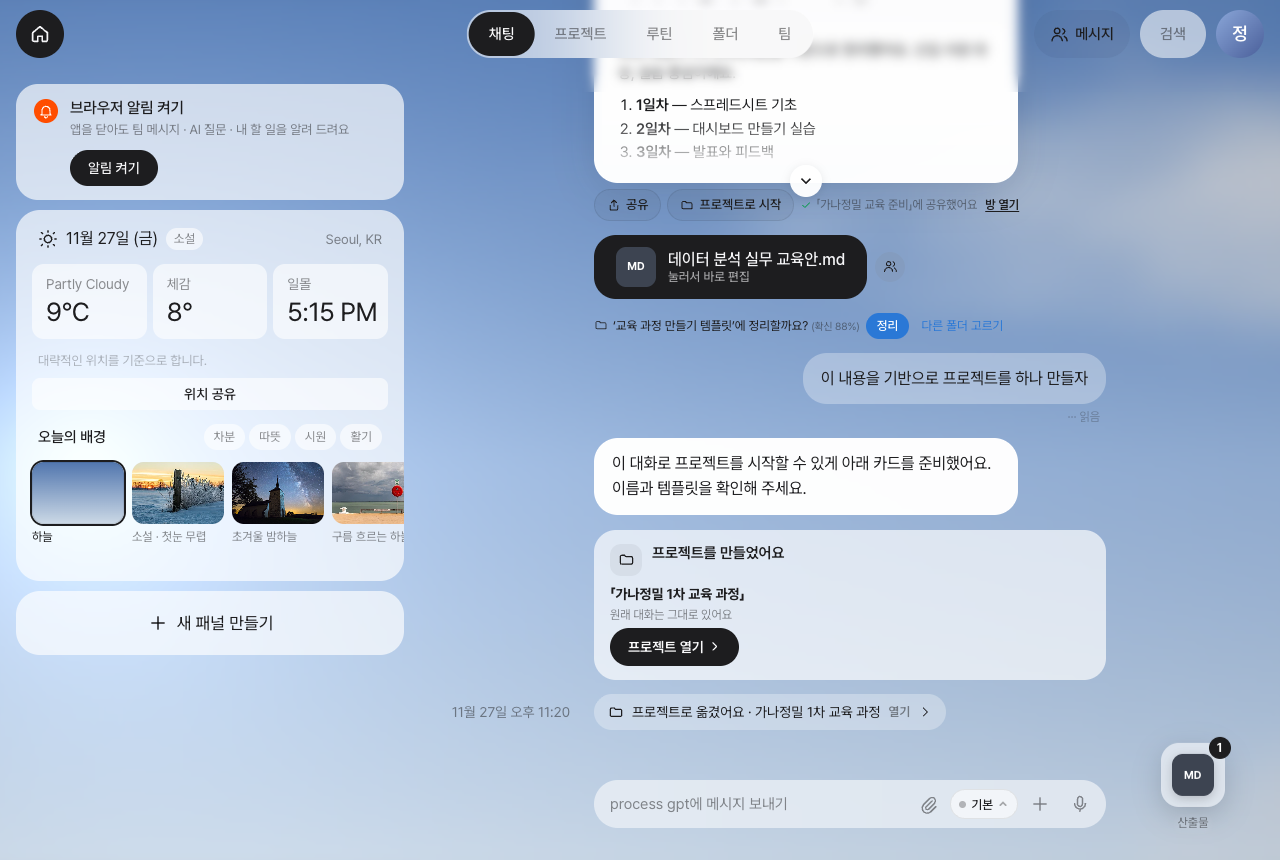 채팅
프로젝트
루틴
폴더
팀
메시지
검색
정
브라우저 알림 켜기
앱을 닫아도 팀 메시지 · AI 질문 · 내 할 일을 알려 드려요
알림 켜기
11월 27일 (금) 소설 Seoul, KR
Partly Cloudy
9°C
체감
8°
일몰
5:15 PM
대략적인 위치를 기준으로 합니다.
위치 공유
오늘의 배경
차분
따뜻
시원
활기
하늘
소설 · 첫눈 무렵
초겨울 밤하늘
구름 흐르는
새 패널 만들기
1. 1일차 — 스프레드시트 기초
2. 2일차 — 대시보드 만들기 실습
3. 3일차 — 발표와 피드백
공유
프로젝트로 시작
✓ 「가나정밀 교육 준비」에 공유했어요 방 열기
MD
데이터 분석 실무 교육안.md
눌러서 바로 편집
'교육 과정 만들기 템플릿'에 정리할까요? (확신 88%) 정리 다른 폴더 고르기
이 내용을 기반으로 프로젝트를 하나 만들자
··· 읽음
이 대화로 프로젝트를 시작할 수 있게 아래 카드를 준비했어요.
이름과 템플릿을 확인해 주세요.
프로젝트를 만들었어요
「가나정밀 1차 교육 과정」
원래 대화는 그대로 있어요
프로젝트 열기
11월 27일 오후 11:20
프로젝트로 옮겼어요 · 가나정밀 1차 교육 과정 열기
process gpt에 메시지 보내기
기본
1
MD
산출물